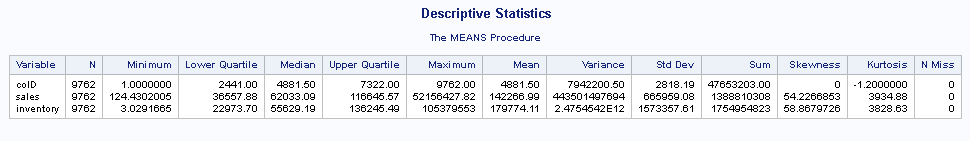 Descriptive Statistics
The MEANS Procedure
Variable N Minimum Lower Quartile Median Upper Quartile Maximum Mean Variance Std Dev Sum Skewness Kurtosis N Miss
coID 9762 1.0000000 2441.00 4881.50 7322.00 9762.00 4881.50 7942200.50 2818.19 47653203.00 0 -1.2000000 0
sales 9762 124.4302005 36557.88 62033.09 116645.57 52156427.82 142266.99 443501497694 665959.08 1388810308 54.2266853 3934.88 0
inventory 9762 3.0291665 22973.70 55629.19 136245.49 105379553 179774.11 2.4754542E12 1573357.61 1754954823 58.8679726 3828.63 0